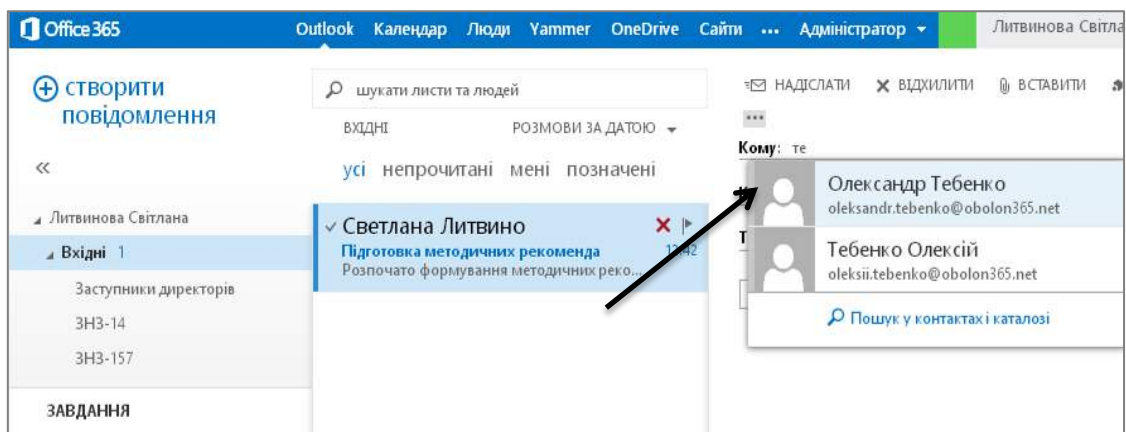 Office 365
Outlook Календар Люди Yammer OneDrive Сайти ... Адміністратор
Литвинова Світла
створити
повідомлення
«
Литвинова Світлана
Вхідні 1
Заступники директорів
ЗНЗ-14
ЗНЗ-157
ЗАВДАННЯ
шукати листи та людей
ВХІДНІ РОЗМОВИ ЗА ДАТОЮ
усі непрочитані мені позначені
Светлана Литвино
Підготовка методичних рекоменда
Розпочато формування методичних реко...
НАДІСЛАТИ ВІДХИЛИТИ ВСТАВИТИ
...
Кому: те
Олександр Тебенко
oleksandr.tebenko@obolon365.net
Тебенко Олексій
oleksii.tebenko@obolon365.net
Пошук у контактах і каталозі